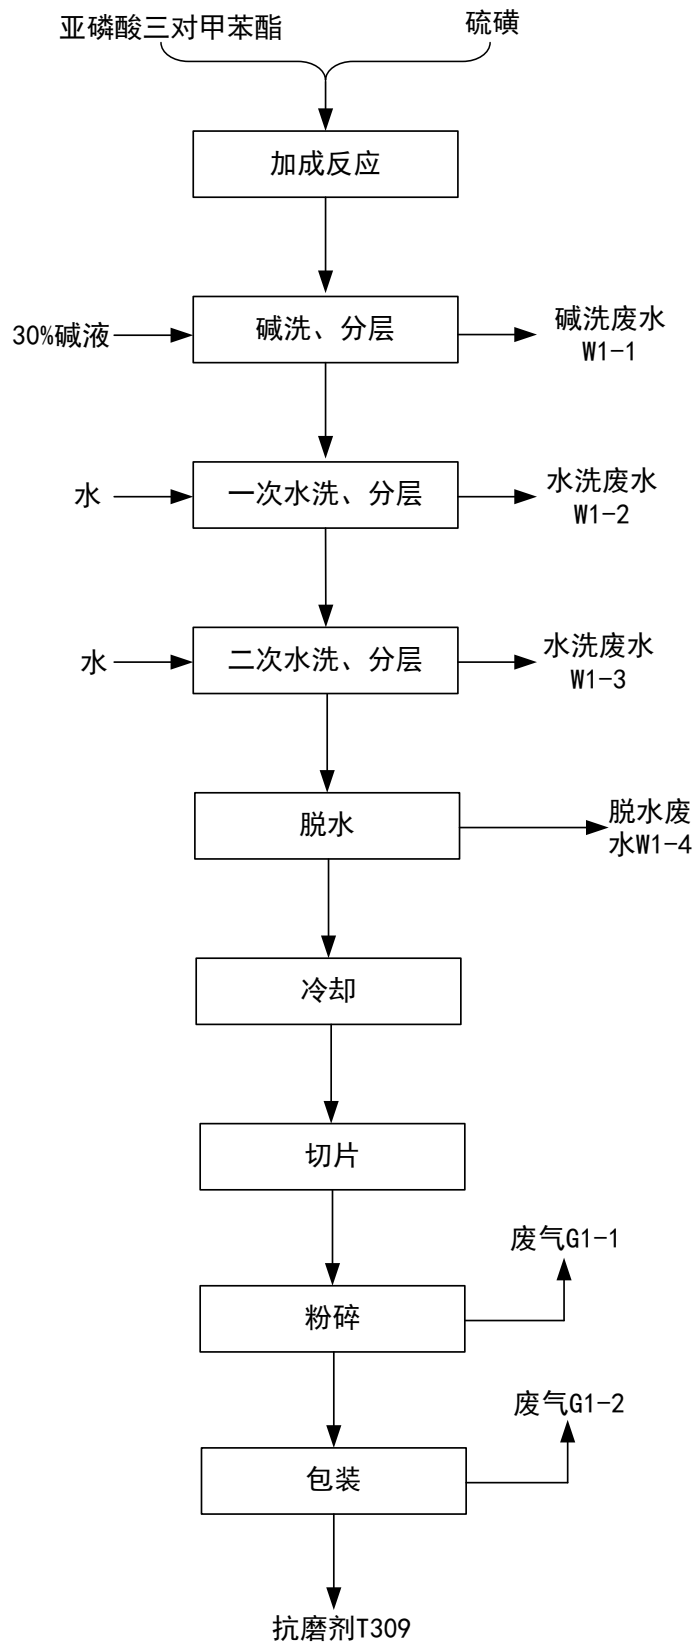 亚磷酸三对甲苯酯
硫磺
加成反应
30%碱液
碱洗、分层
碱洗废水
W1-1
水
一次水洗、分层
水洗废水
W1-2
水
二次水洗、分层
水洗废水
W1-3
脱水
脱水废
水W1-4
冷却
切片
废气G1-1
粉碎
废气G1-2
包装
抗磨剂T309